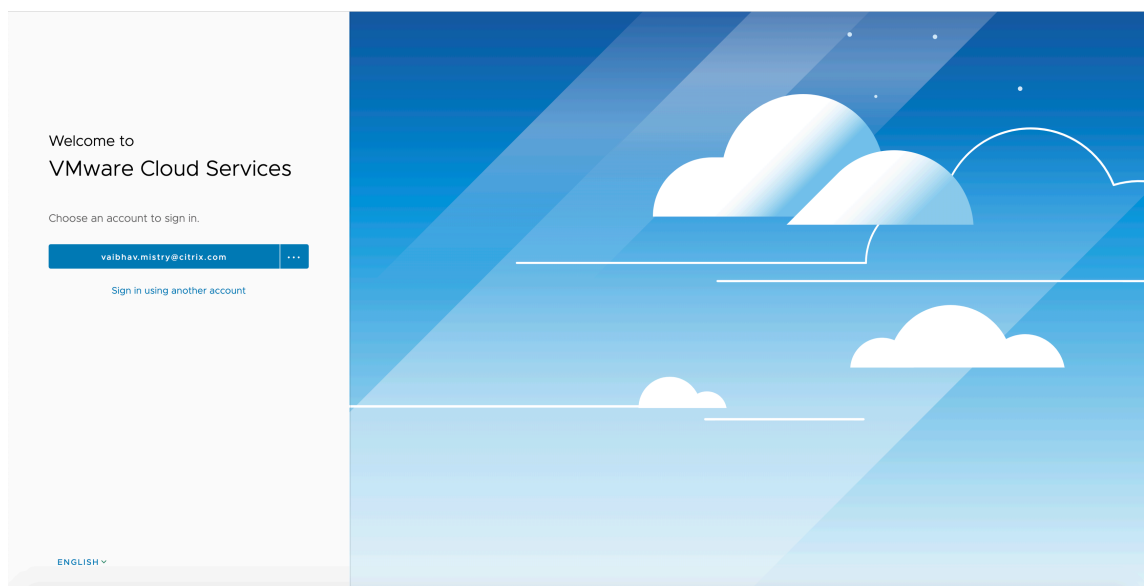 Welcome to
VMware Cloud Services
Choose an account to sign in.
vaibhav.mistry@citrix.com ...
Sign in using another account
ENGLISH